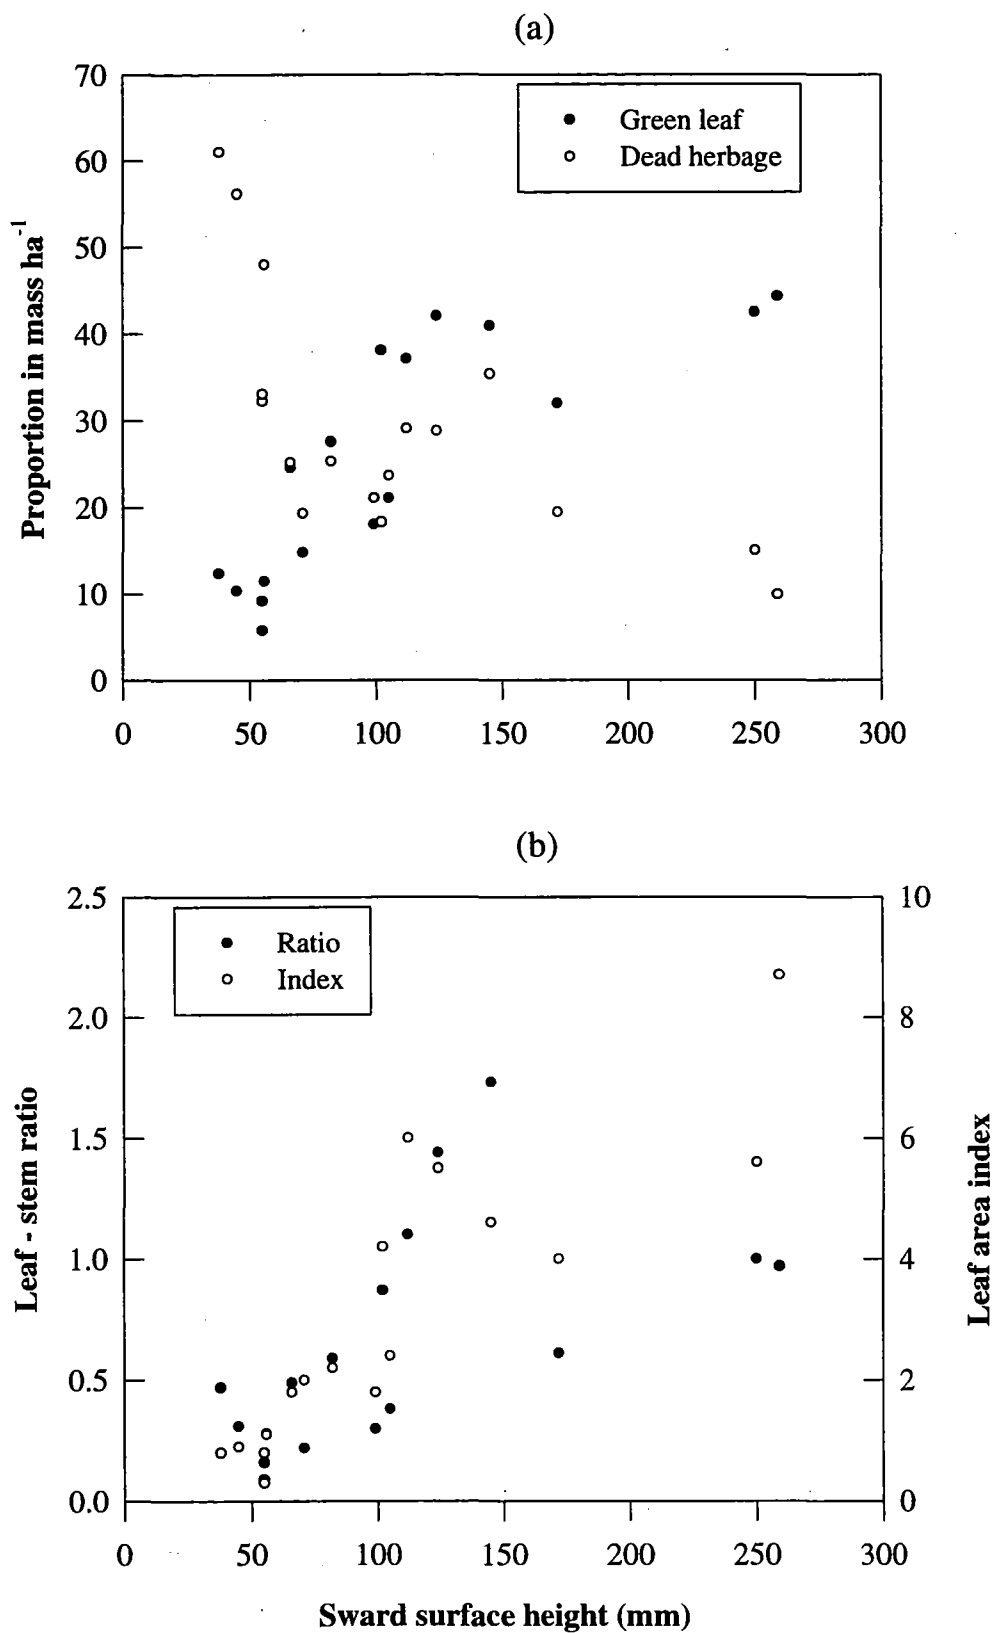 (a)
70
60
50
40
30
20
10
0
Proportion in mass ha⁻¹
Green leaf
Dead herbage
0 50 100 150 200 250 300
(b)
2.5
2.0
1.5
1.0
0.5
0.0
Leaf - stem ratio
Ratio
Index
10
8
6
4
2
0
Leaf area index
0 50 100 150 200 250 300
Sward surface height (mm)